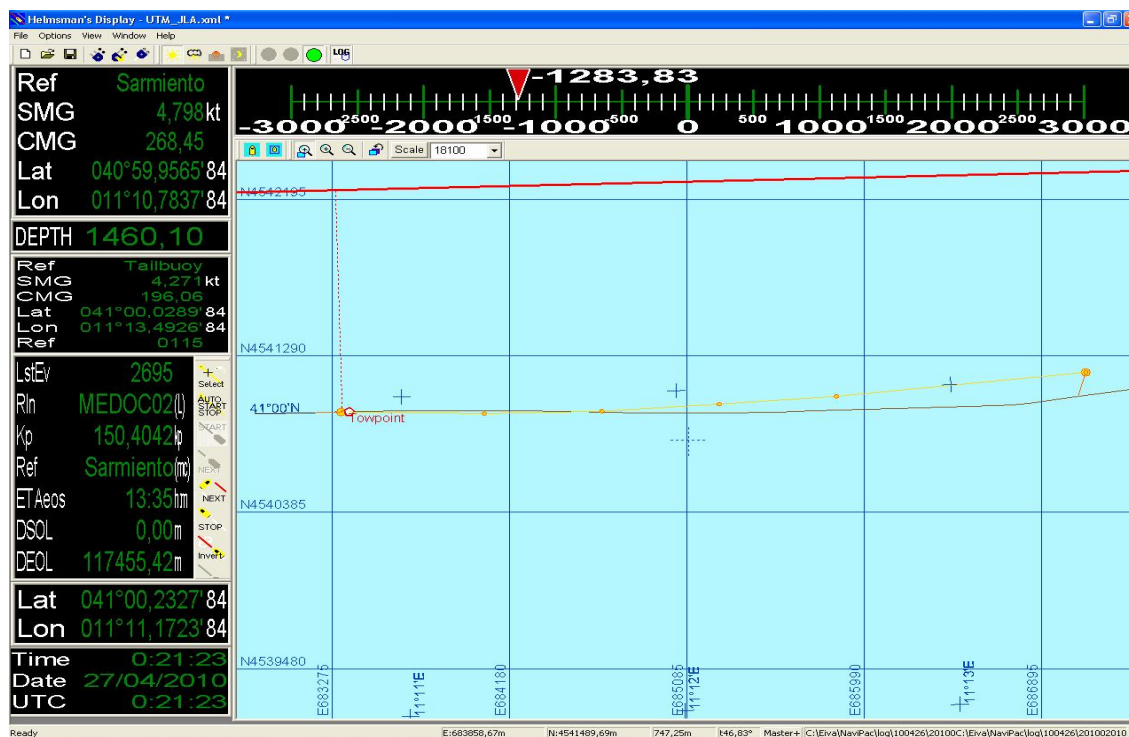 Helmsman's Display - UTM_JLA.xml *
File Options View Window Help
LOG
Ref Sarmiento
SMG 4,798 kt
CMG 268,45
Lat 040°59,9565' 84
Lon 011°10,7837' 84
DEPTH 1460,10
Ref Tailbuoy
SMG 4,271 kt
CMG 196,06
Lat 041°00,0289' 84
Lon 011°13,4926' 84
Ref 0115
LstEv 2695
Rln MEDOC02 (L)
Kp 150,4042 kp
Ref Sarmiento (mc)
ETAeos 13:35 h:m
DSOL 0,00 m
DEOL 117455,42 m
Select
AUTO START STOP
START
NEXT
NEXT
STOP
Invert
Lat 041°00,2327' 84
Lon 011°11,1723' 84
Time 0:21:23
Date 27/04/2010
UTC 0:21:23
-1283,83
-3000 2500 -2000 1500 -1000 500 0 500 1000 1500 2000 2500 3000
Scale 18100
N4542195
N4541290
41°00'N
Towpoint
N4540385
N4539480
E683275
11°11'E
E684180
E685085
11°12'E
E685990
11°13'E
E686895
Ready E:683858,67m N:4541489,69m 747,25m t46,83° Master+ C:\Eiva\NaviPac\log\100426\20100C:\Eiva\NaviPac\log\100426\201002010